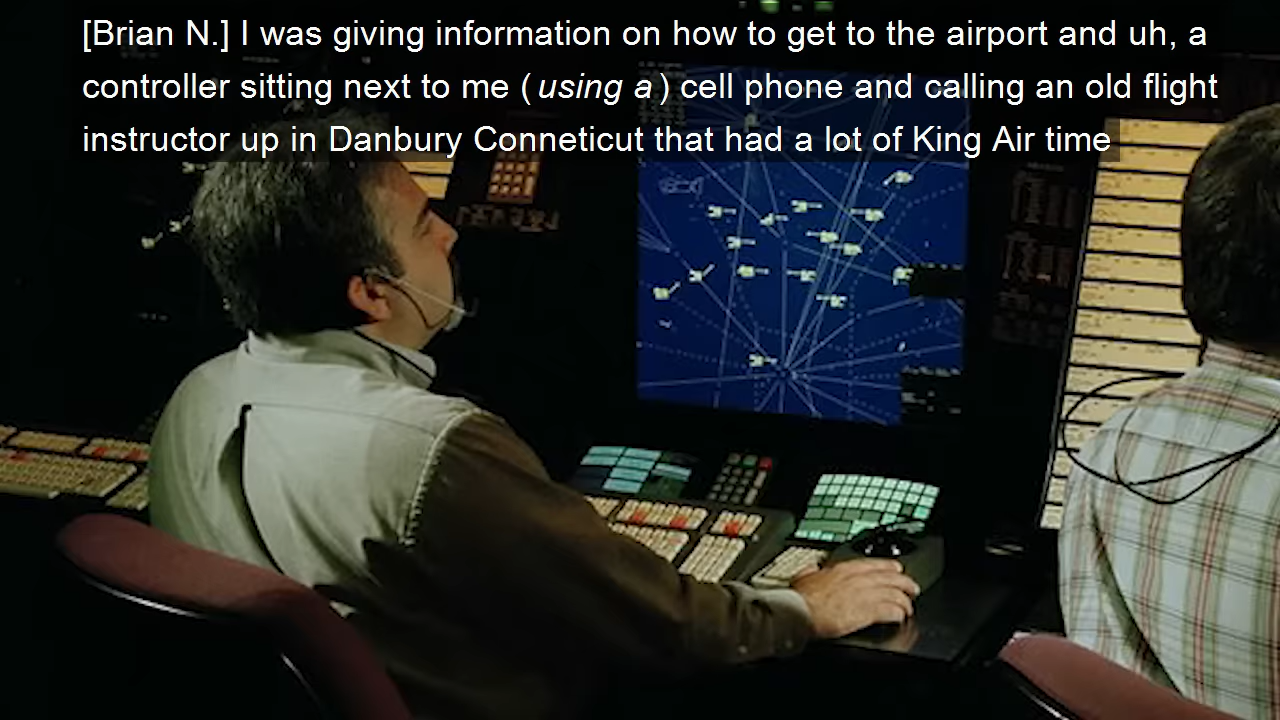 [Brian N.] I was giving information on how to get to the airport and uh, a
controller sitting next to me (using a) cell phone and calling an old flight
instructor up in Danbury Conneticut that had a lot of King Air time